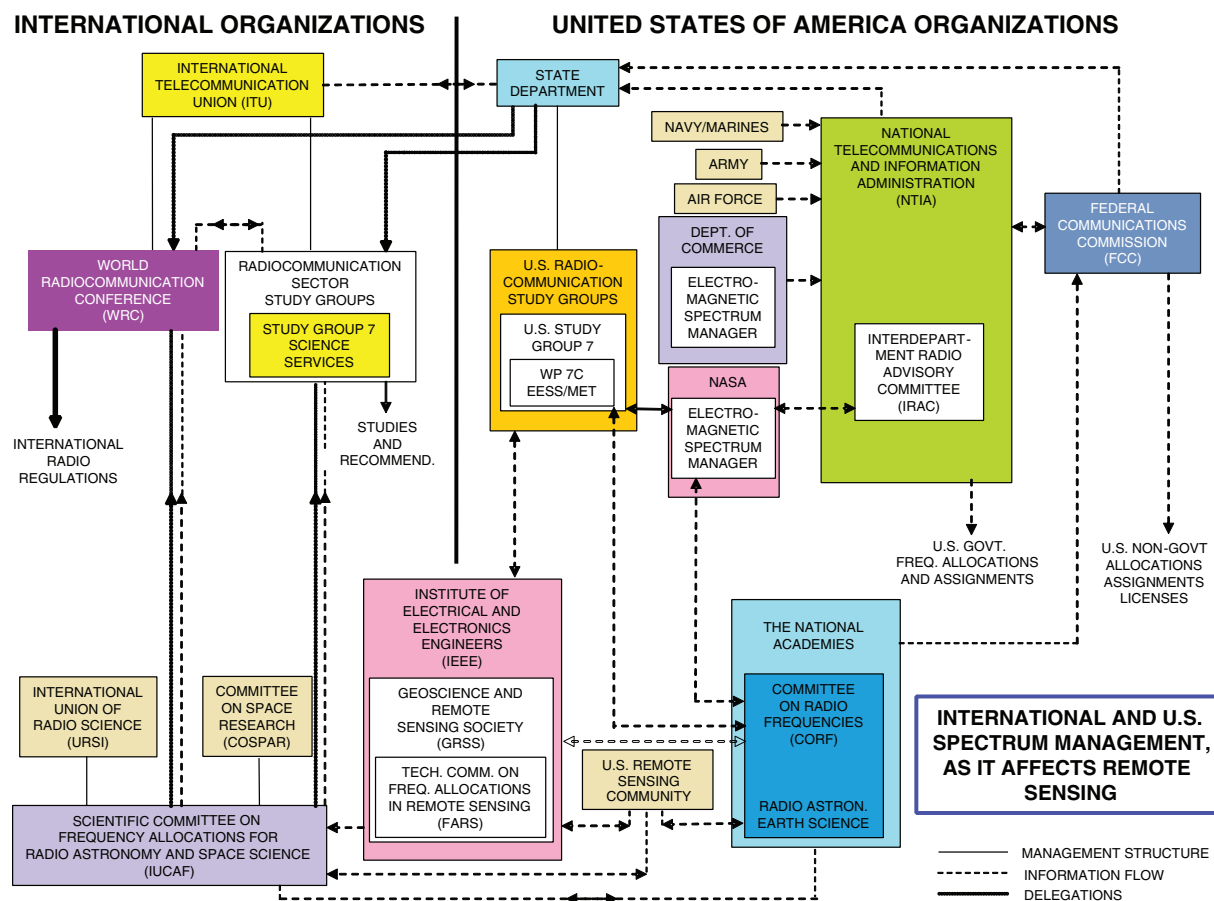 INTERNATIONAL ORGANIZATIONS
UNITED STATES OF AMERICA ORGANIZATIONS
INTERNATIONAL
TELECOMMUNICATION
UNION (ITU)
STATE
DEPARTMENT
NAVY/MARINES
ARMY
AIR FORCE
NATIONAL
TELECOMMUNICATIONS
AND INFORMATION
ADMINISTRATION
(NTIA)
FEDERAL
COMMUNICATIONS
COMMISSION
(FCC)
DEPT. OF
COMMERCE
ELECTRO-
MAGNETIC
SPECTRUM
MANAGER
WORLD
RADIOCOMMUNICATION
CONFERENCE
(WRC)
RADIOCOMMUNICATION
SECTOR
STUDY GROUPS
STUDY GROUP 7
SCIENCE
SERVICES
U.S. RADIO-
COMMUNICATION
STUDY GROUPS
U.S. STUDY
GROUP 7
WP 7C
EESS/MET
INTERDEPART-
MENT RADIO
ADVISORY
COMMITTEE
(IRAC)
NASA
ELECTRO-
MAGNETIC
SPECTRUM
MANAGER
INTERNATIONAL
RADIO
REGULATIONS
STUDIES
AND
RECOMMEND.
U.S. GOVT.
FREQ. ALLOCATIONS
AND ASSIGNMENTS
U.S. NON-GOVT
ALLOCATIONS
ASSIGNMENTS
LICENSES
INSTITUTE OF
ELECTRICAL AND
ELECTRONICS
ENGINEERS
(IEEE)
GEOSCIENCE AND
REMOTE
SENSING SOCIETY
(GRSS)
TECH. COMM. ON
FREQ. ALLOCATIONS
IN REMOTE SENSING
(FARS)
THE NATIONAL
ACADEMIES
COMMITTEE
ON RADIO
FREQUENCIES
(CORF)
RADIO ASTRON.
EARTH SCIENCE
INTERNATIONAL
UNION OF
RADIO SCIENCE
(URSI)
COMMITTEE
ON SPACE
RESEARCH
(COSPAR)
U.S. REMOTE
SENSING
COMMUNITY
SCIENTIFIC COMMITTEE ON
FREQUENCY ALLOCATIONS FOR
RADIO ASTRONOMY AND SPACE SCIENCE
(IUCAF)
INTERNATIONAL AND U.S.
SPECTRUM MANAGEMENT,
AS IT AFFECTS REMOTE
SENSING
MANAGEMENT STRUCTURE
INFORMATION FLOW
DELEGATIONS